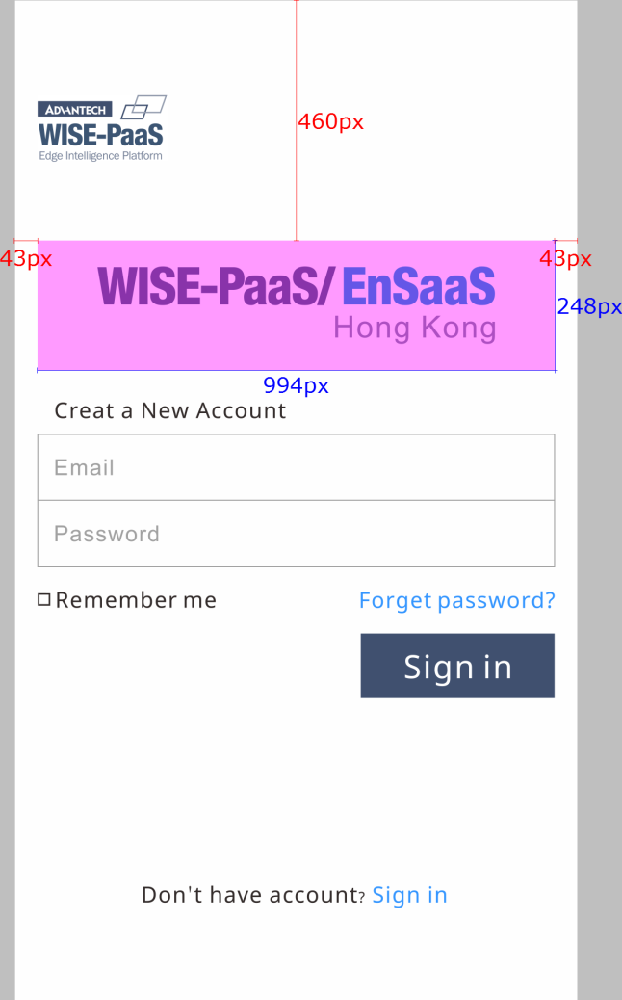 460px
ADVANTECH
WISE-PaaS
Edge Intelligence Platform
43px
43px
WISE-PaaS/ EnSaaS
248px
Hong Kong
994px
Creat a New Account
Email
Password
Remember me
Forget password?
Sign in
Don't have account? Sign in